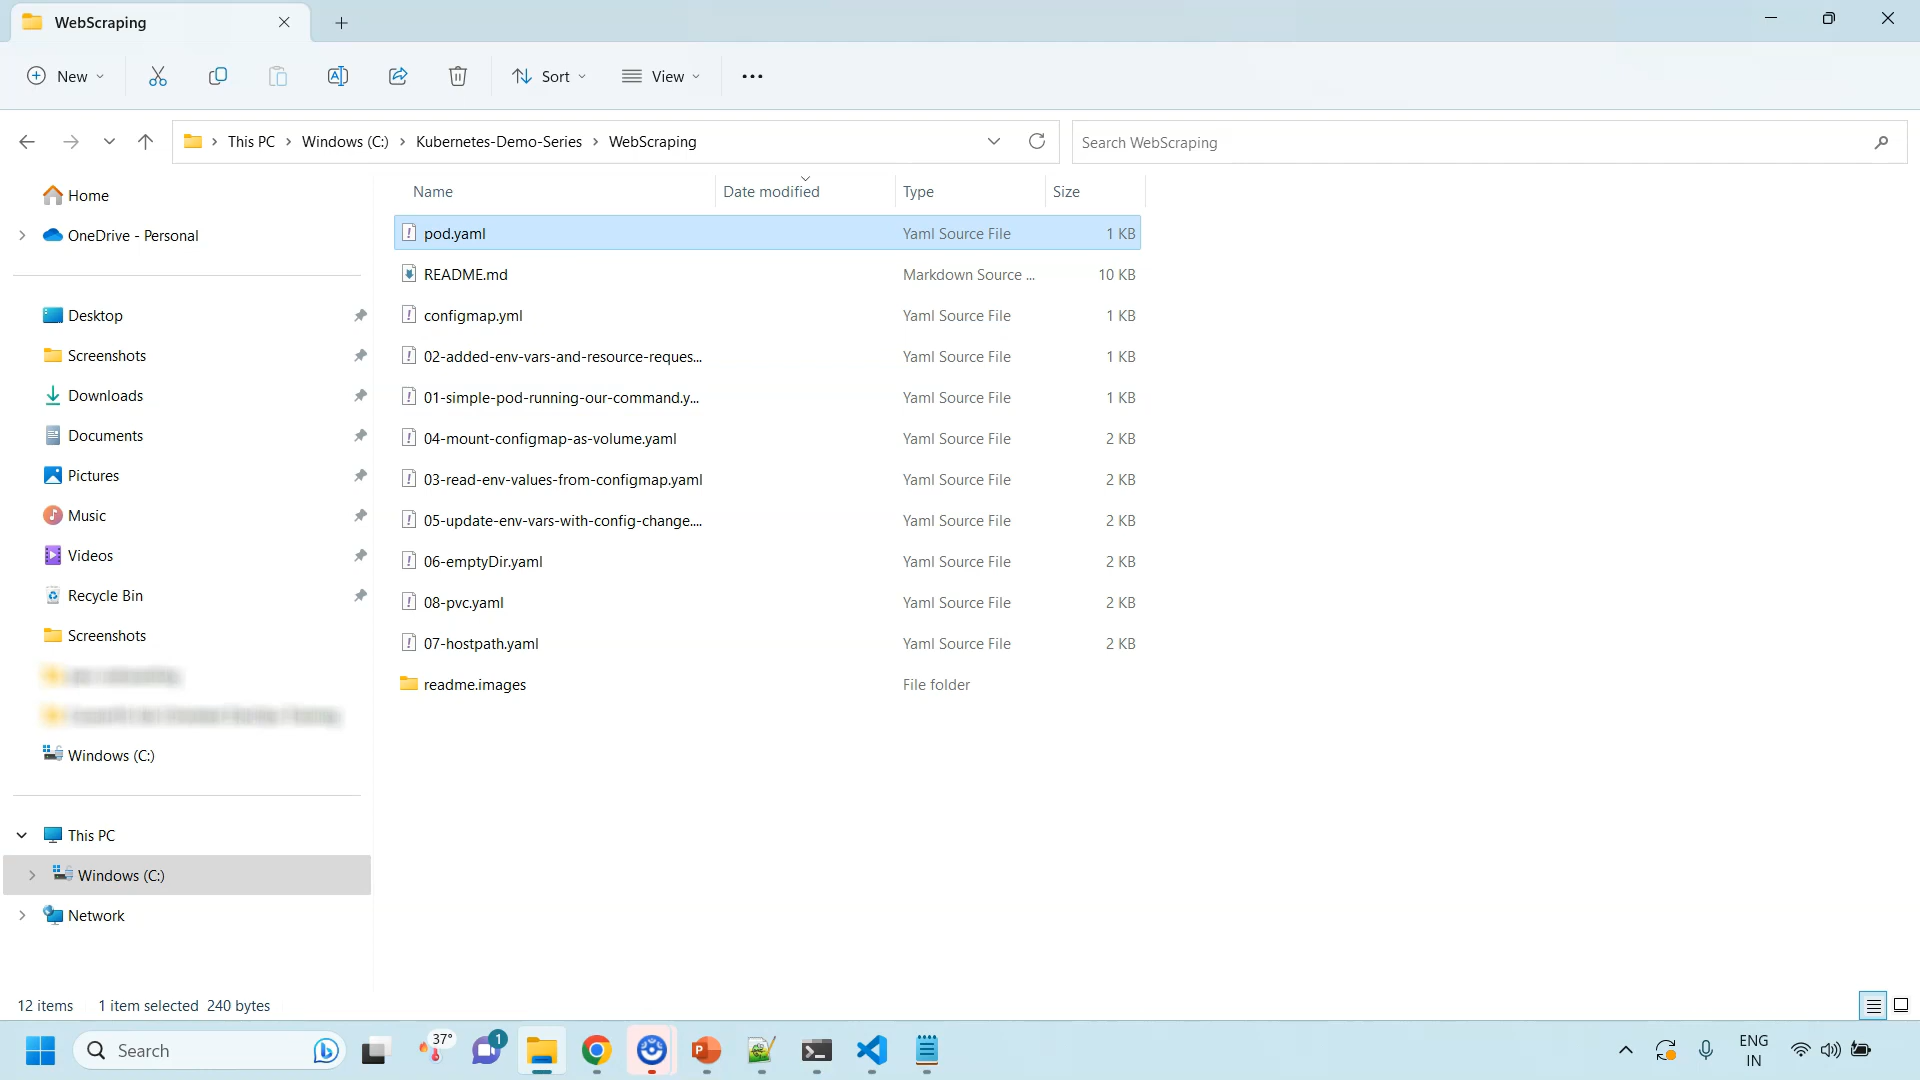 WebScraping
New
Sort
View
This PC
Windows (C:)
Kubernetes-Demo-Series
WebScraping
Search WebScraping
Home
OneDrive - Personal
Desktop
Screenshots
Downloads
Documents
Pictures
Music
Videos
Recycle Bin
Screenshots
Windows (C:)
This PC
Windows (C:)
Network
Name Date modified Type Size
pod.yaml Yaml Source File 1 KB
README.md Markdown Source ... 10 KB
configmap.yml Yaml Source File 1 KB
02-added-env-vars-and-resource-reques... Yaml Source File 1 KB
01-simple-pod-running-our-command.y... Yaml Source File 1 KB
04-mount-configmap-as-volume.yaml Yaml Source File 2 KB
03-read-env-values-from-configmap.yaml Yaml Source File 2 KB
05-update-env-vars-with-config-change.... Yaml Source File 2 KB
06-emptyDir.yaml Yaml Source File 2 KB
08-pvc.yaml Yaml Source File 2 KB
07-hostpath.yaml Yaml Source File 2 KB
readme.images File folder
12 items 1 item selected 240 bytes
Search
37°
1
ENG
IN